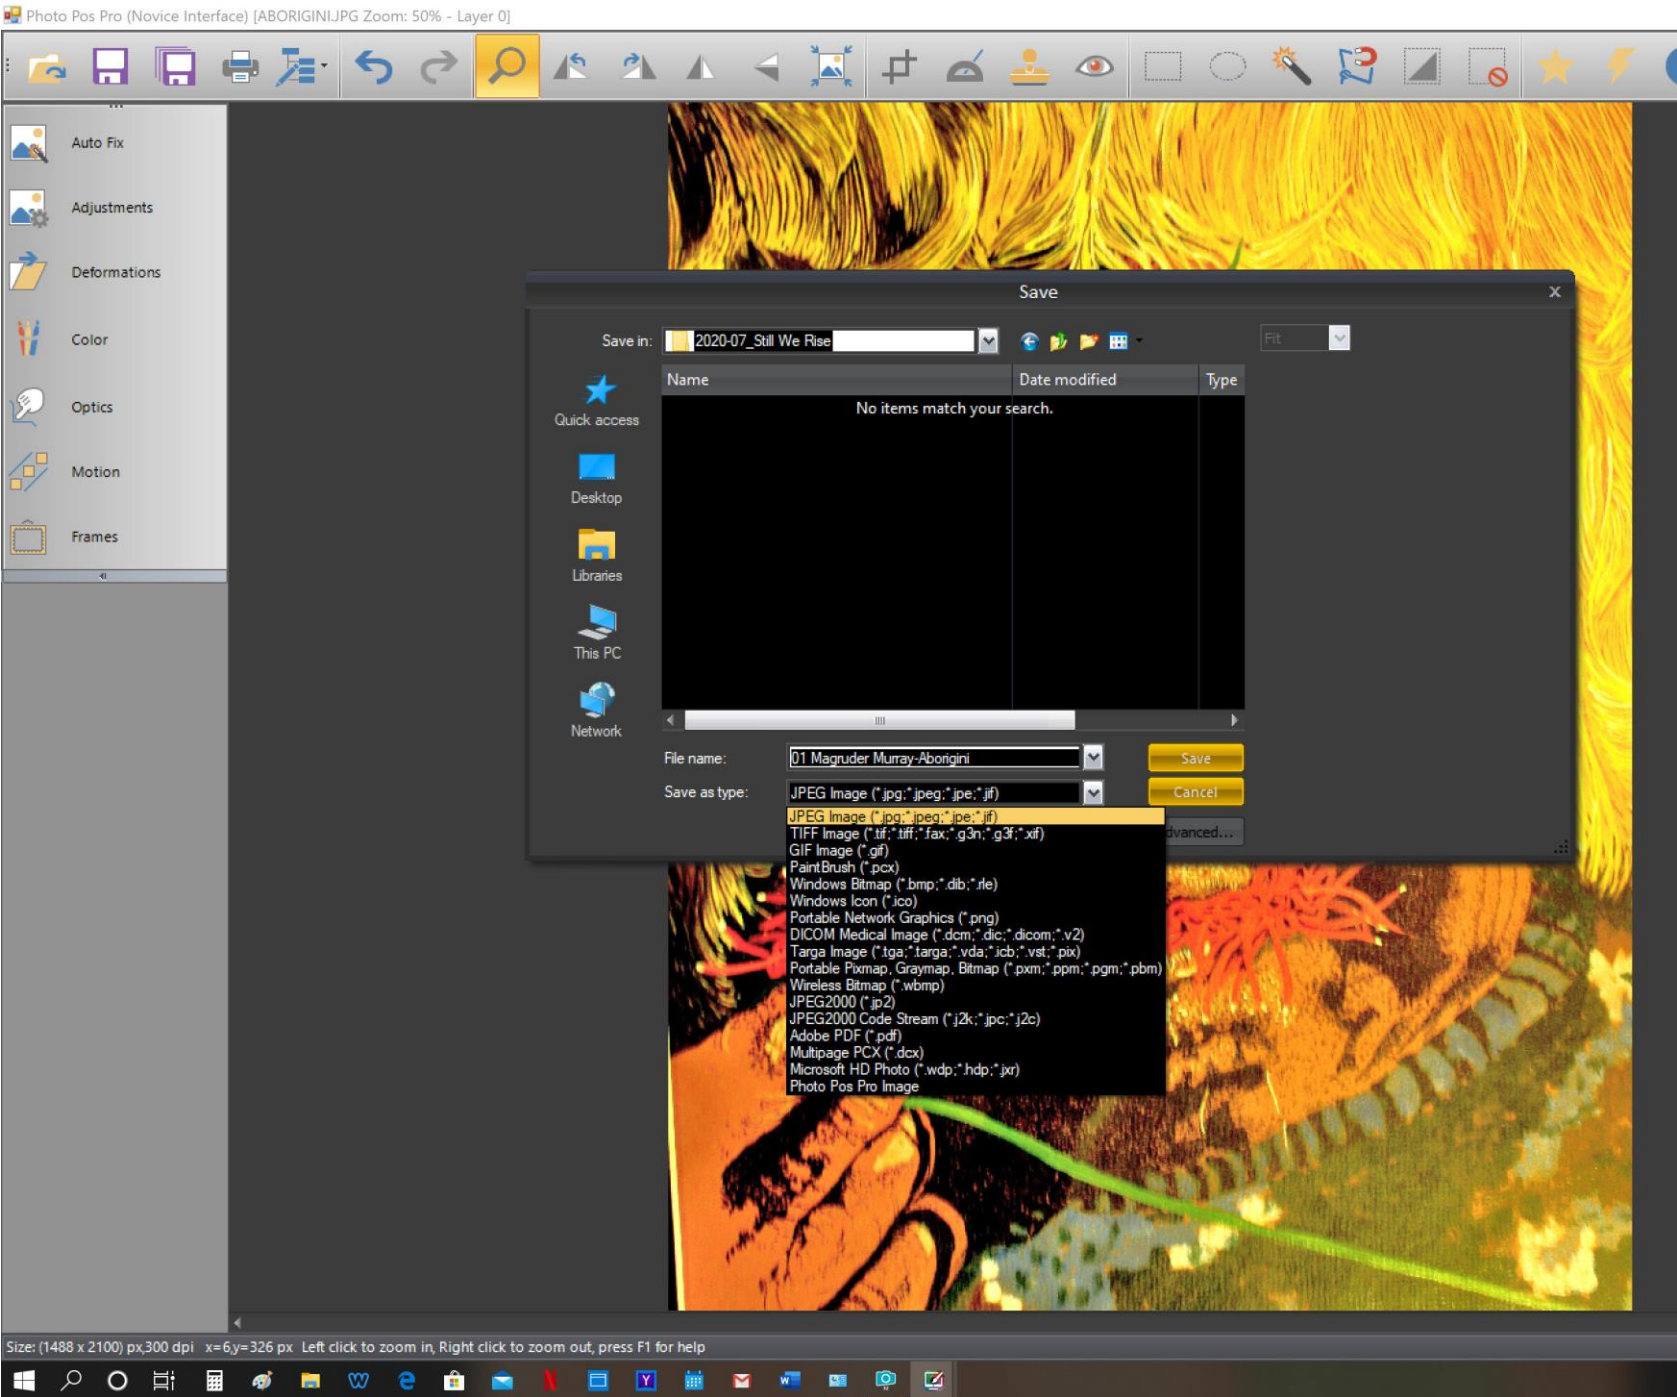 Photo Pos Pro (Novice Interface) [ABORIGINI.JPG Zoom: 50% - Layer 0]
Auto Fix
Adjustments
Deformations
Color
Optics
Motion
Frames
Save x
Save in: 2020-07_Still We Rise Fit
Name Date modified Type
No items match your search.
Quick access
Desktop
Libraries
This PC
Network
File name: 01 Magruder Murray-Aborigini Save
Save as type: JPEG Image (*.jpg;*.jpeg;*.jpe;*.jif) Cancel
dvanced...
JPEG Image (*.jpg;*.jpeg;*.jpe;*.jif)
TIFF Image (*.tif;*.tiff;*.fax;*.g3n;*.g3f;*.xif)
GIF Image (*.gif)
PaintBrush (*.pcx)
Windows Bitmap (*.bmp;*.dib;*.rle)
Windows Icon (*.ico)
Portable Network Graphics (*.png)
DICOM Medical Image (*.dcm;*.dic;*.dicom;*.v2)
Targa Image (*.tga;*.targa;*.vda;*.icb;*.vst;*.pix)
Portable Pixmap, Graymap, Bitmap (*.pxm;*.ppm;*.pgm;*.pbm)
Wireless Bitmap (*.wbmp)
JPEG2000 (*.jp2)
JPEG2000 Code Stream (*.j2k;*.jpc;*.j2c)
Adobe PDF (*.pdf)
Multipage PCX (*.dcx)
Microsoft HD Photo (*.wdp;*.hdp;*.jxr)
Photo Pos Pro Image
Size: (1488 x 2100) px,300 dpi x=6,y=326 px Left click to zoom in, Right click to zoom out, press F1 for help